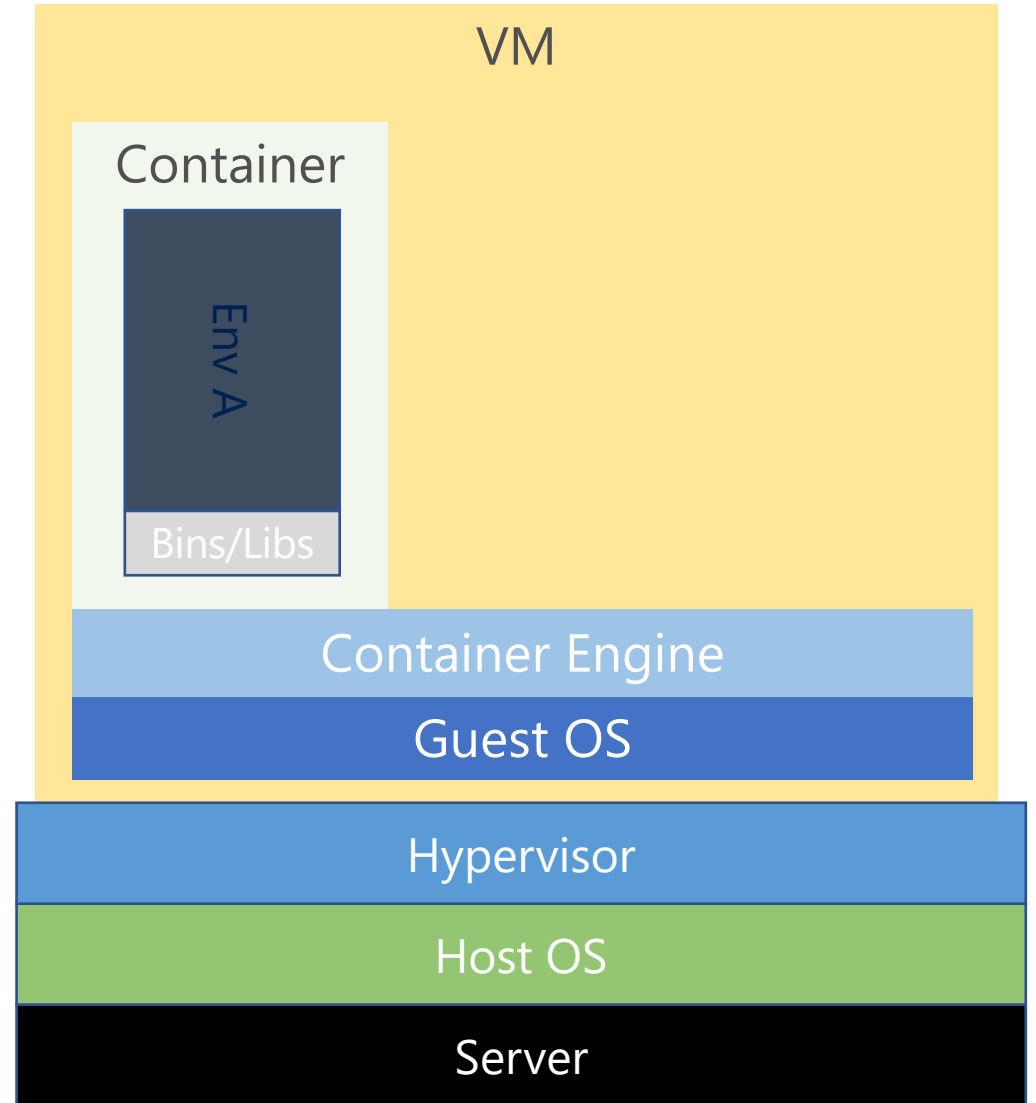 VM
Container
Env A
Bins/Libs
Container Engine
Guest OS
Hypervisor
Host OS
Server